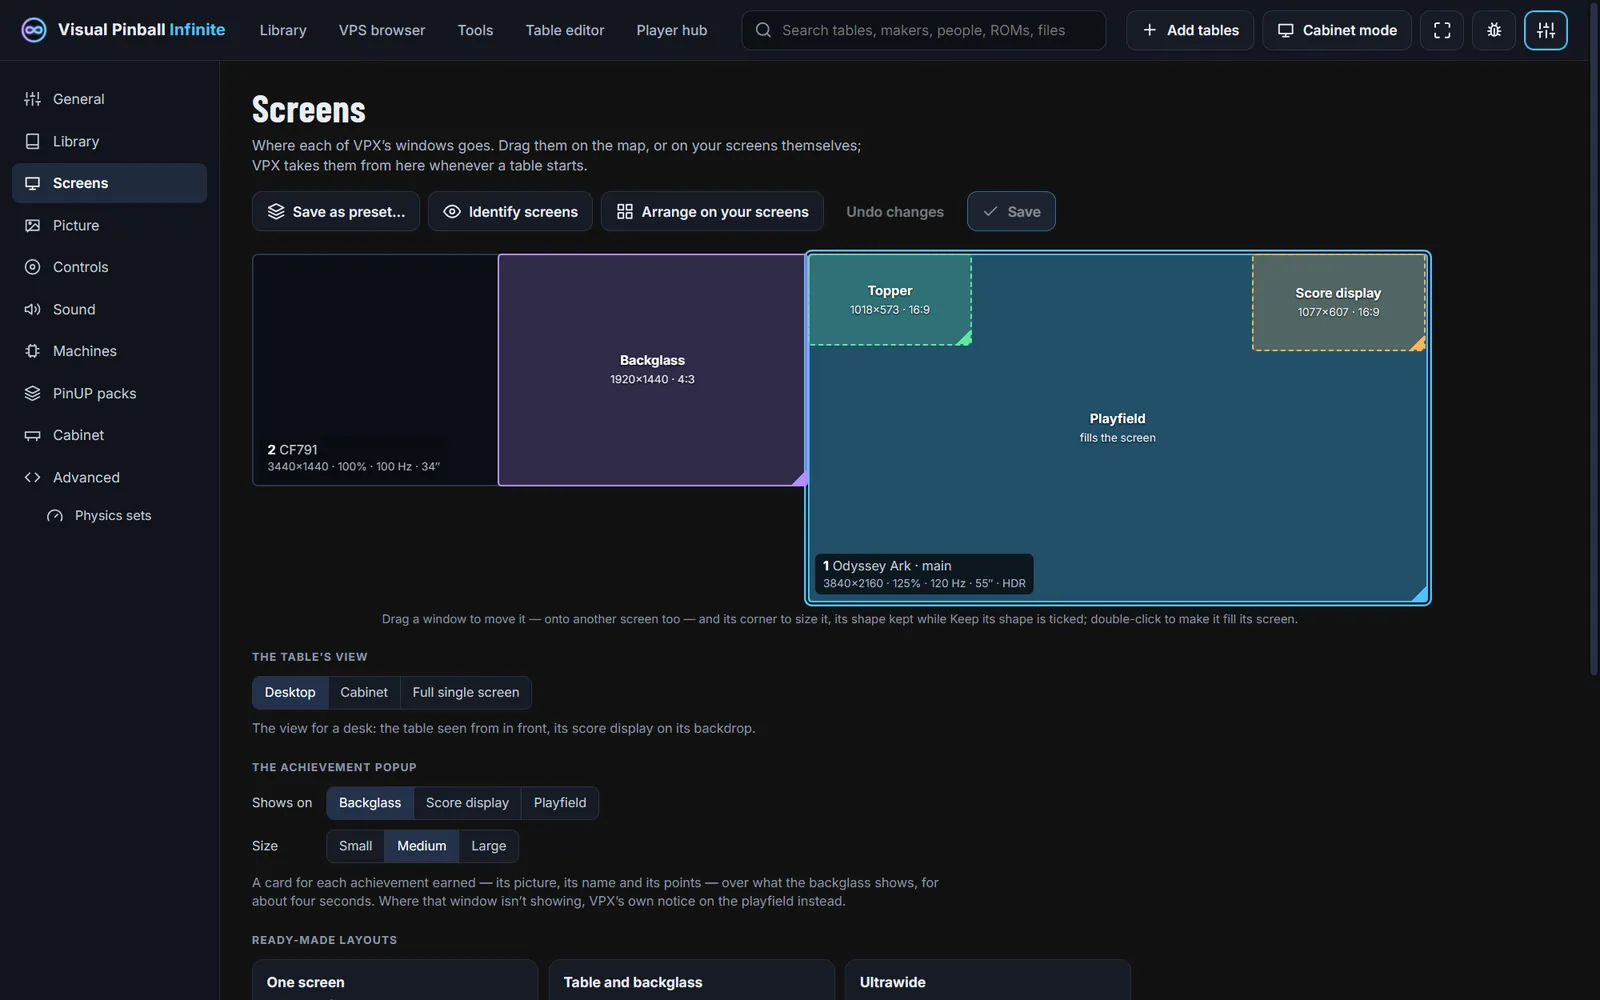 Visual Pinball Infinite
Library
VPS browser
Tools
Table editor
Player hub
Search tables, makers, people, ROMs, files
Add tables
Cabinet mode
General
Library
Screens
Picture
Controls
Sound
Machines
PinUP packs
Cabinet
Advanced
Physics sets
Screens
Where each of VPX’s windows goes. Drag them on the map, or on your screens themselves;
VPX takes them from here whenever a table starts.
Save as preset…
Identify screens
Arrange on your screens
Undo changes
Save
2 CF791
3440×1440 · 100% · 100 Hz · 34″
Backglass
1920×1440 · 4:3
Topper
1018×573 · 16:9
Score display
1077×607 · 16:9
Playfield
fills the screen
1 Odyssey Ark · main
3840×2160 · 125% · 120 Hz · 55″ · HDR
Drag a window to move it — onto another screen too — and its corner to size it, its shape kept while Keep its shape is ticked; double-click to make it fill its screen.
THE TABLE’S VIEW
Desktop
Cabinet
Full single screen
The view for a desk: the table seen from in front, its score display on its backdrop.
THE ACHIEVEMENT POPUP
Shows on
Backglass
Score display
Playfield
Size
Small
Medium
Large
A card for each achievement earned — its picture, its name and its points — over what the backglass shows, for
about four seconds. Where that window isn’t showing, VPX’s own notice on the playfield instead.
READY-MADE LAYOUTS
One screen
Table and backglass
Ultrawide